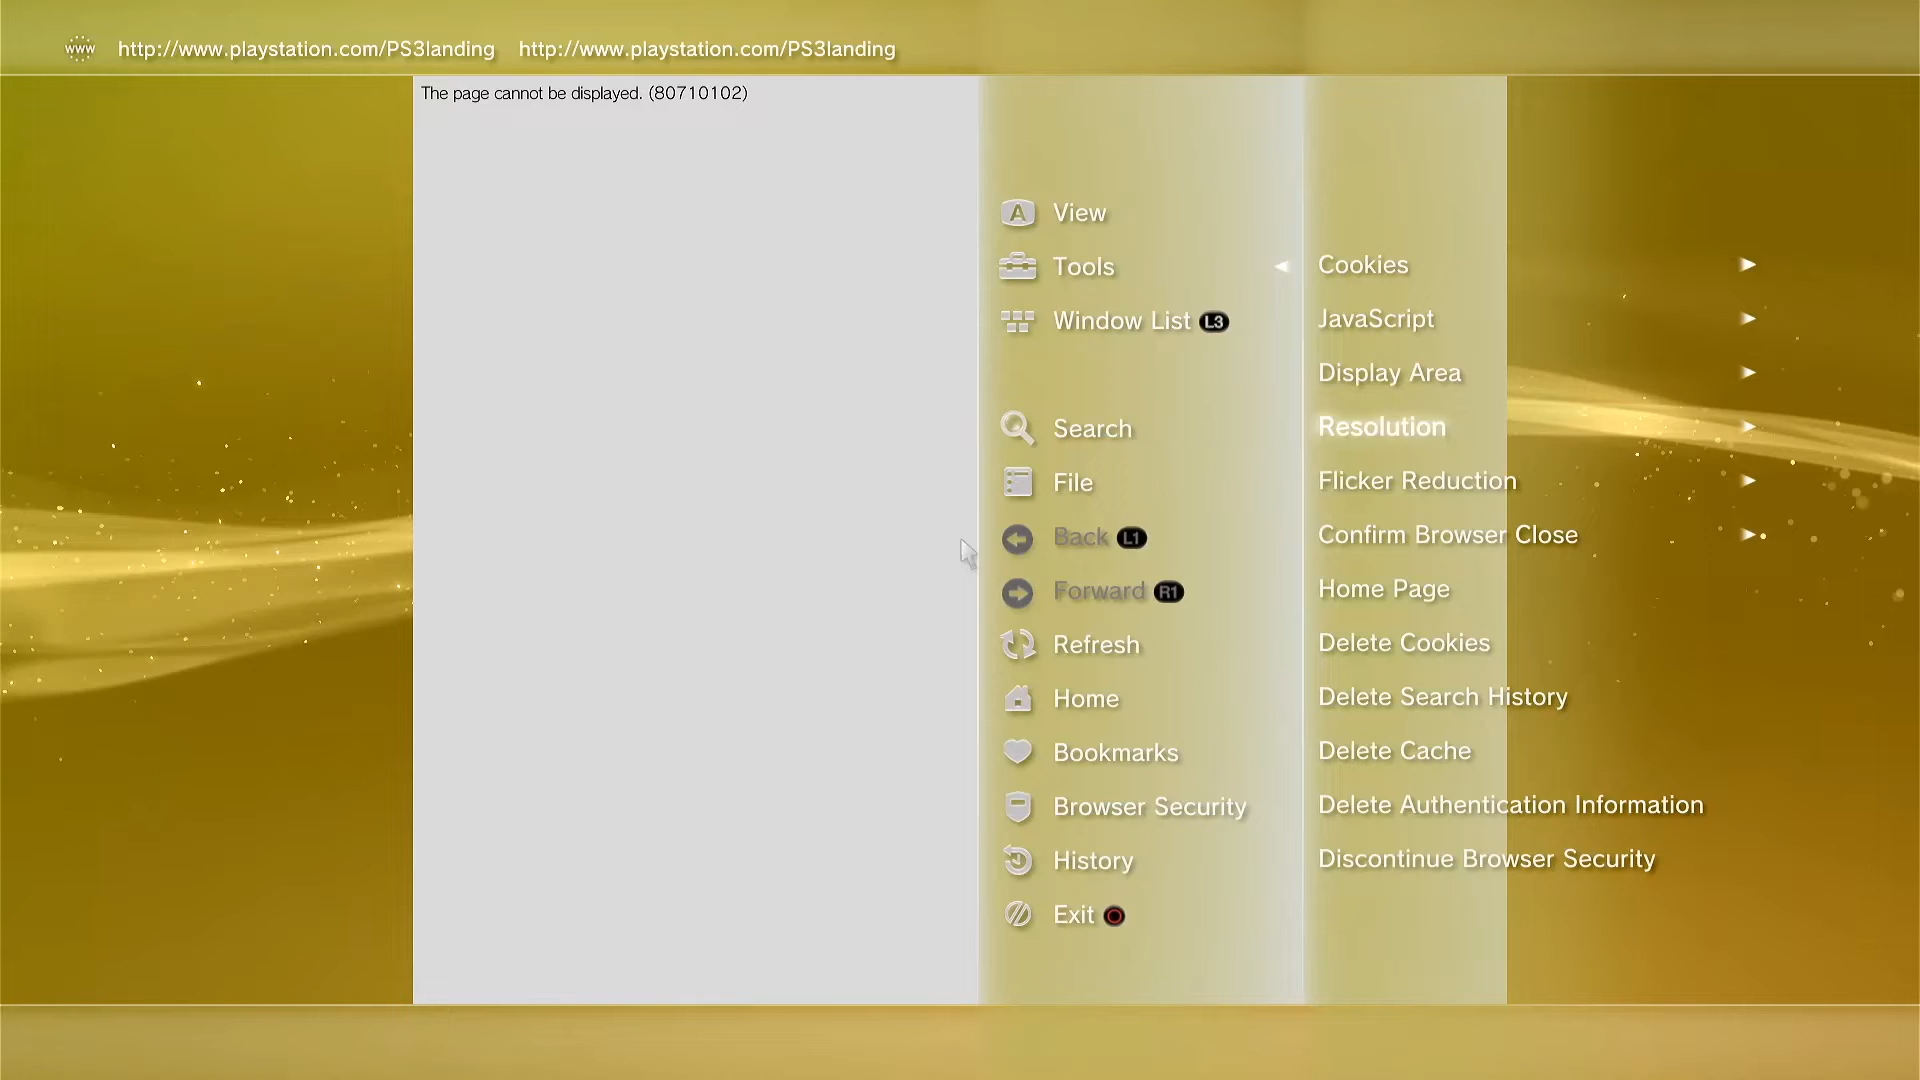 www http://www.playstation.com/PS3landing http://www.playstation.com/PS3landing
The page cannot be displayed. (80710102)
A View
Tools
Window List L3
Search
File
Back L1
Forward R1
Refresh
Home
Bookmarks
Browser Security
History
Exit
Cookies
JavaScript
Display Area
Resolution
Flicker Reduction
Confirm Browser Close
Home Page
Delete Cookies
Delete Search History
Delete Cache
Delete Authentication Information
Discontinue Browser Security